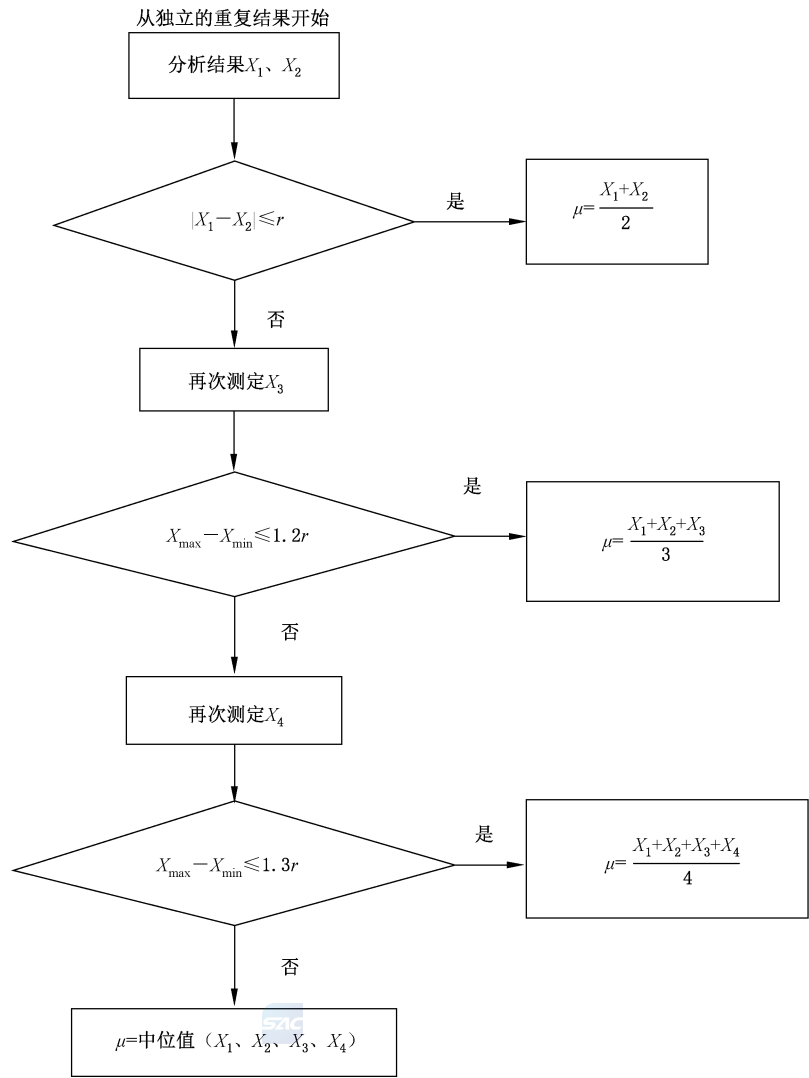 从独立的重复结果开始
分析结果X₁、X₂
|X₁−X₂|≤r
是
μ=(X₁+X₂)/2
否
再次测定X₃
Xmax−Xmin≤1.2r
是
μ=(X₁+X₂+X₃)/3
否
再次测定X₄
Xmax−Xmin≤1.3r
是
μ=(X₁+X₂+X₃+X₄)/4
否
SAC
μ=中位值（X₁、X₂、X₃、X₄）